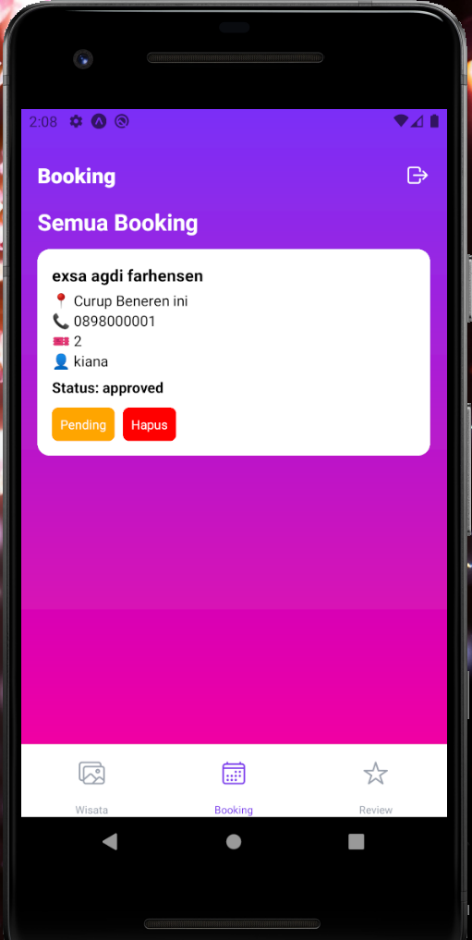 2:08
Booking
Semua Booking
exsa agdi farhensen
📍 Curup Beneren ini
📞 0898000001
🎟️ 2
👤 kiana
Status: approved
Pending Hapus
Wisata Booking Review